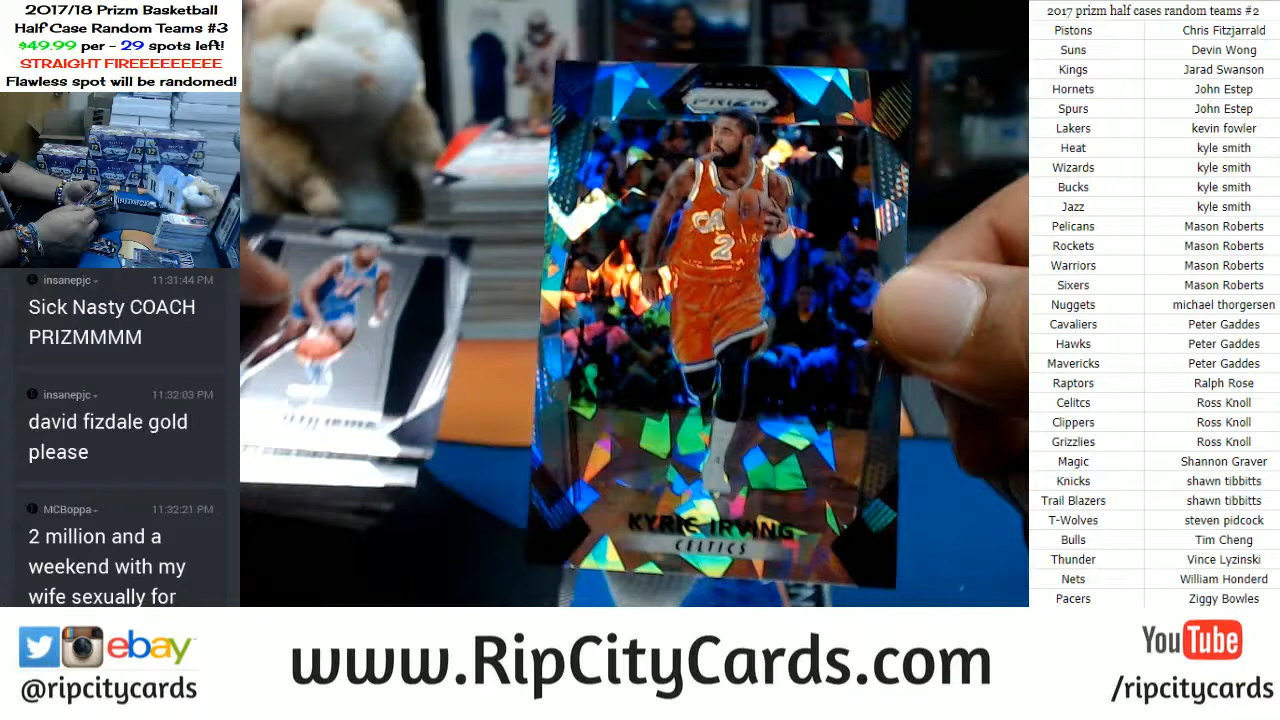 2017/18 Prizm Basketball
Half Case Random Teams #3
$49.99 per - 29 spots left!
STRAIGHT FIREEEEEEEEE
Flawless spot will be randomed!
insanepjc
11:31:44 PM
Sick Nasty COACH
PRIZMMMM
insanepjc
11:32:03 PM
david fizdale gold
please
MCBoppa
11:32:21 PM
2 million and a
weekend with my
wife sexually for
PANINI
PRIZM
CA
2
KYRIE IRVING
CELTICS
2017 prizm half cases random teams #2
Pistons Chris Fitzjarrald
Suns Devin Wong
Kings Jarad Swanson
Hornets John Estep
Spurs John Estep
Lakers kevin fowler
Heat kyle smith
Wizards kyle smith
Bucks kyle smith
Jazz kyle smith
Pelicans Mason Roberts
Rockets Mason Roberts
Warriors Mason Roberts
Sixers Mason Roberts
Nuggets michael thorgersen
Cavaliers Peter Gaddes
Hawks Peter Gaddes
Mavericks Peter Gaddes
Raptors Ralph Rose
Celitcs Ross Knoll
Clippers Ross Knoll
Grizzlies Ross Knoll
Magic Shannon Graver
Knicks shawn tibbitts
Trail Blazers shawn tibbitts
T-Wolves steven pidcock
Bulls Tim Cheng
Thunder Vince Lyzinski
Nets William Honderd
Pacers Ziggy Bowles
ebay
@ripcitycards
www.RipCityCards.com
YouTube
/ripcitycards